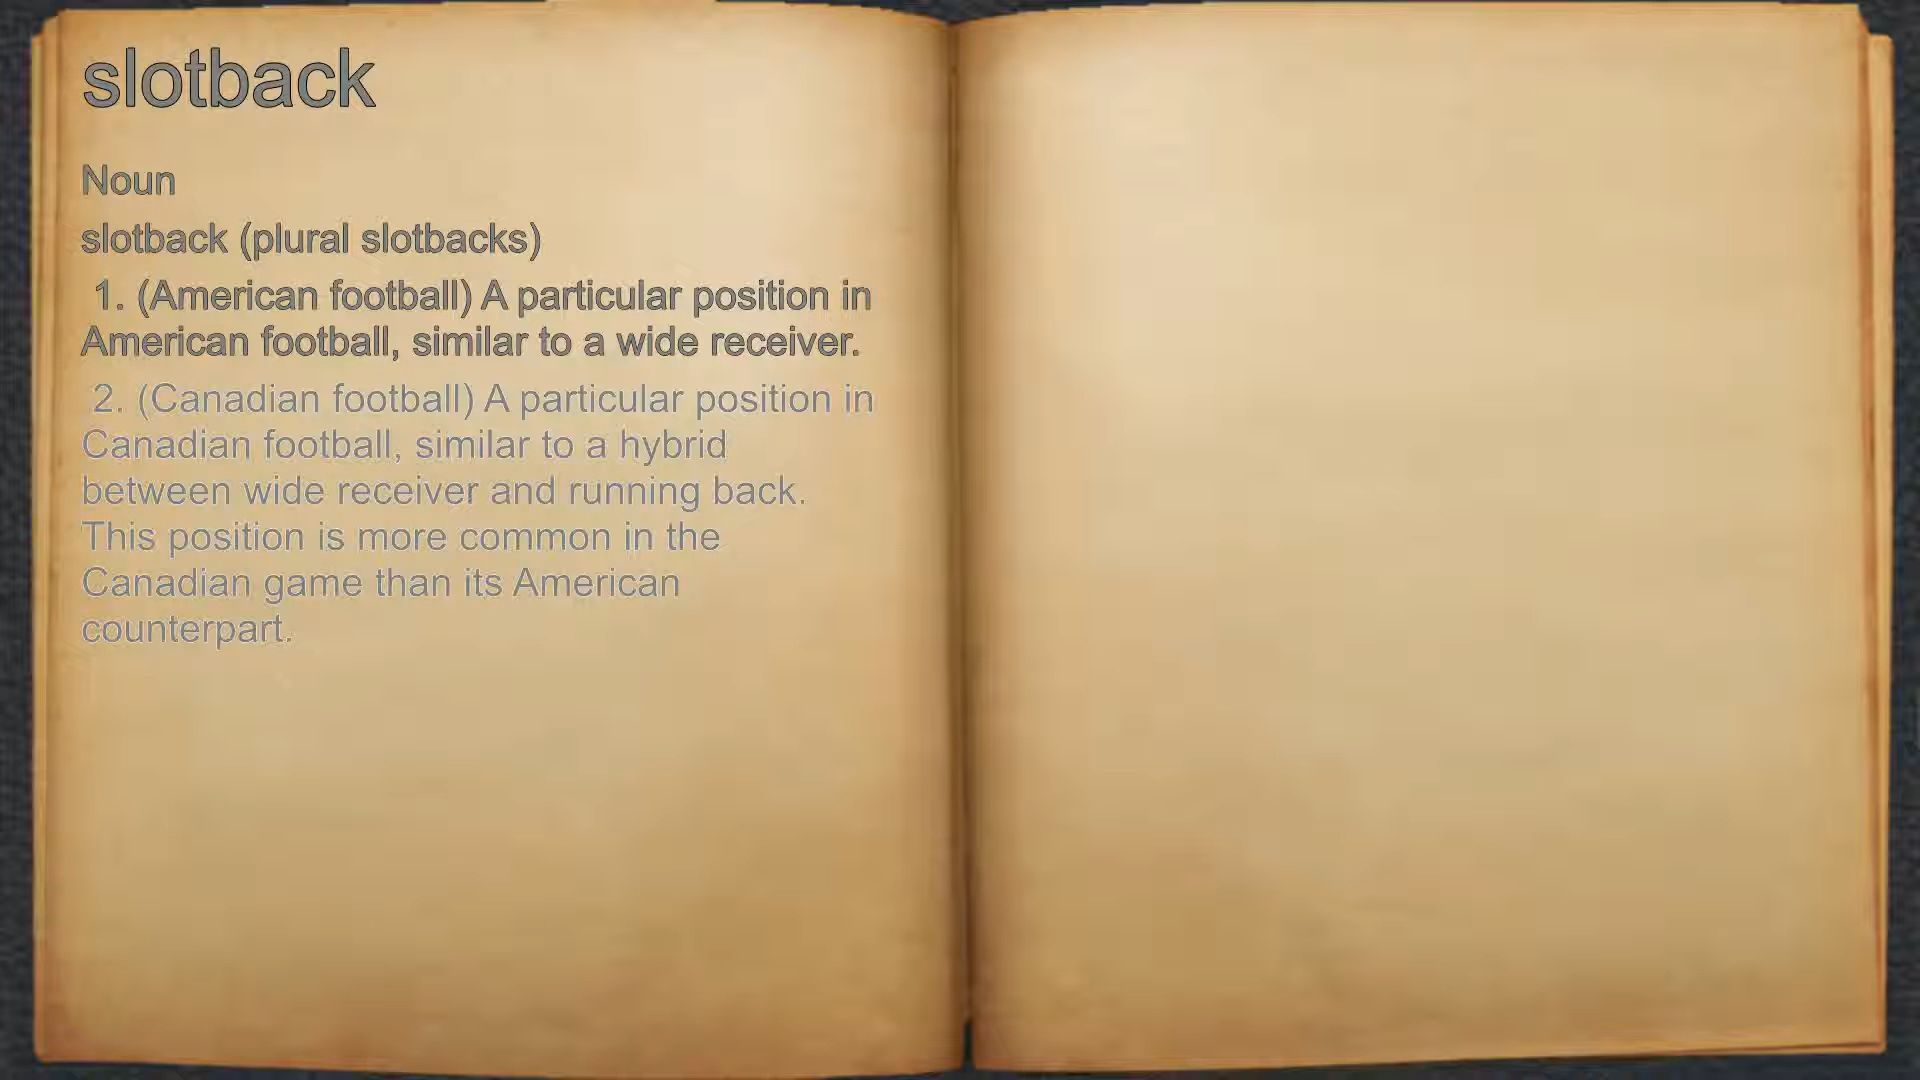 slotback
Noun
slotback (plural slotbacks)
1. (American football) A particular position in
American football, similar to a wide receiver.
2. (Canadian football) A particular position in
Canadian football, similar to a hybrid
between wide receiver and running back.
This position is more common in the
Canadian game than its American
counterpart.